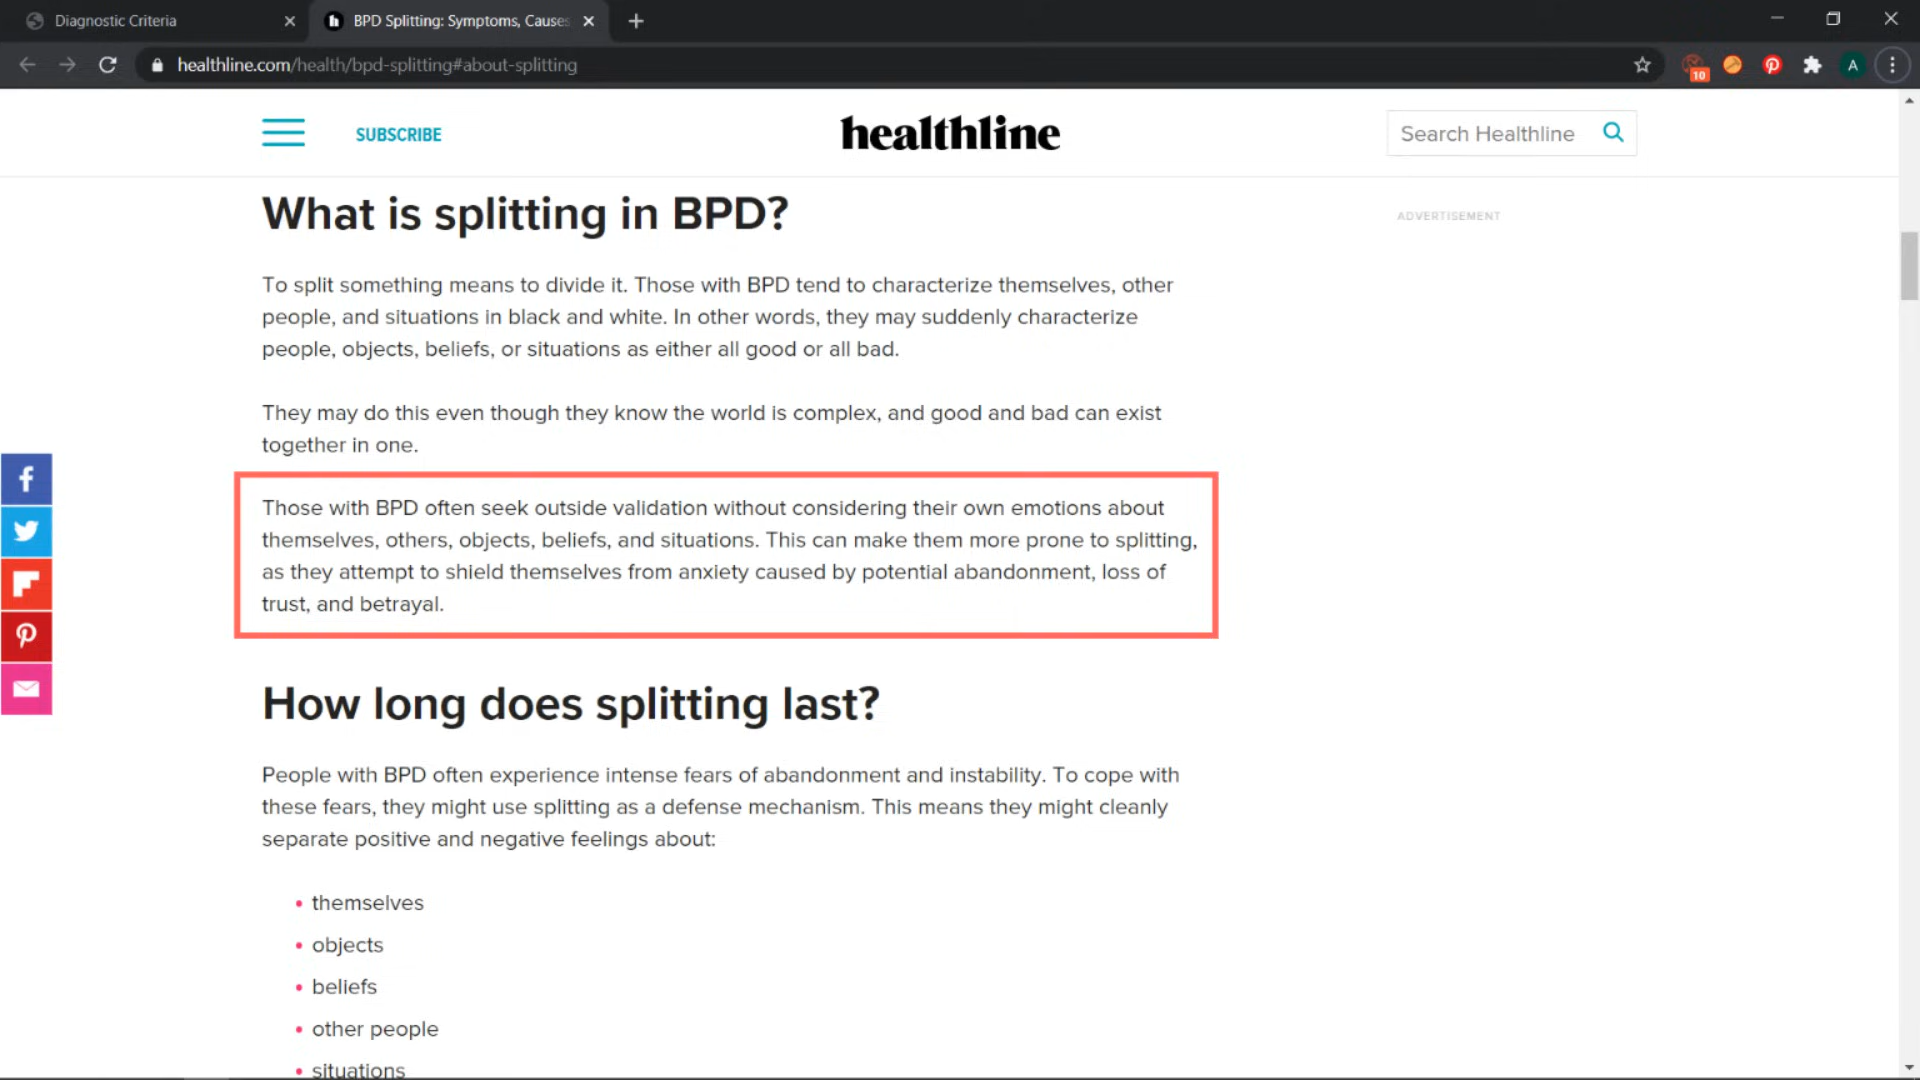 Diagnostic Criteria
BPD Splitting: Symptoms, Causes
healthline.com/health/bpd-splitting#about-splitting
10
A
SUBSCRIBE
healthline
Search Healthline
What is splitting in BPD?
ADVERTISEMENT
To split something means to divide it. Those with BPD tend to characterize themselves, other
people, and situations in black and white. In other words, they may suddenly characterize
people, objects, beliefs, or situations as either all good or all bad.
They may do this even though they know the world is complex, and good and bad can exist
together in one.
Those with BPD often seek outside validation without considering their own emotions about
themselves, others, objects, beliefs, and situations. This can make them more prone to splitting,
as they attempt to shield themselves from anxiety caused by potential abandonment, loss of
trust, and betrayal.
How long does splitting last?
People with BPD often experience intense fears of abandonment and instability. To cope with
these fears, they might use splitting as a defense mechanism. This means they might cleanly
separate positive and negative feelings about:
• themselves
• objects
• beliefs
• other people
• situations